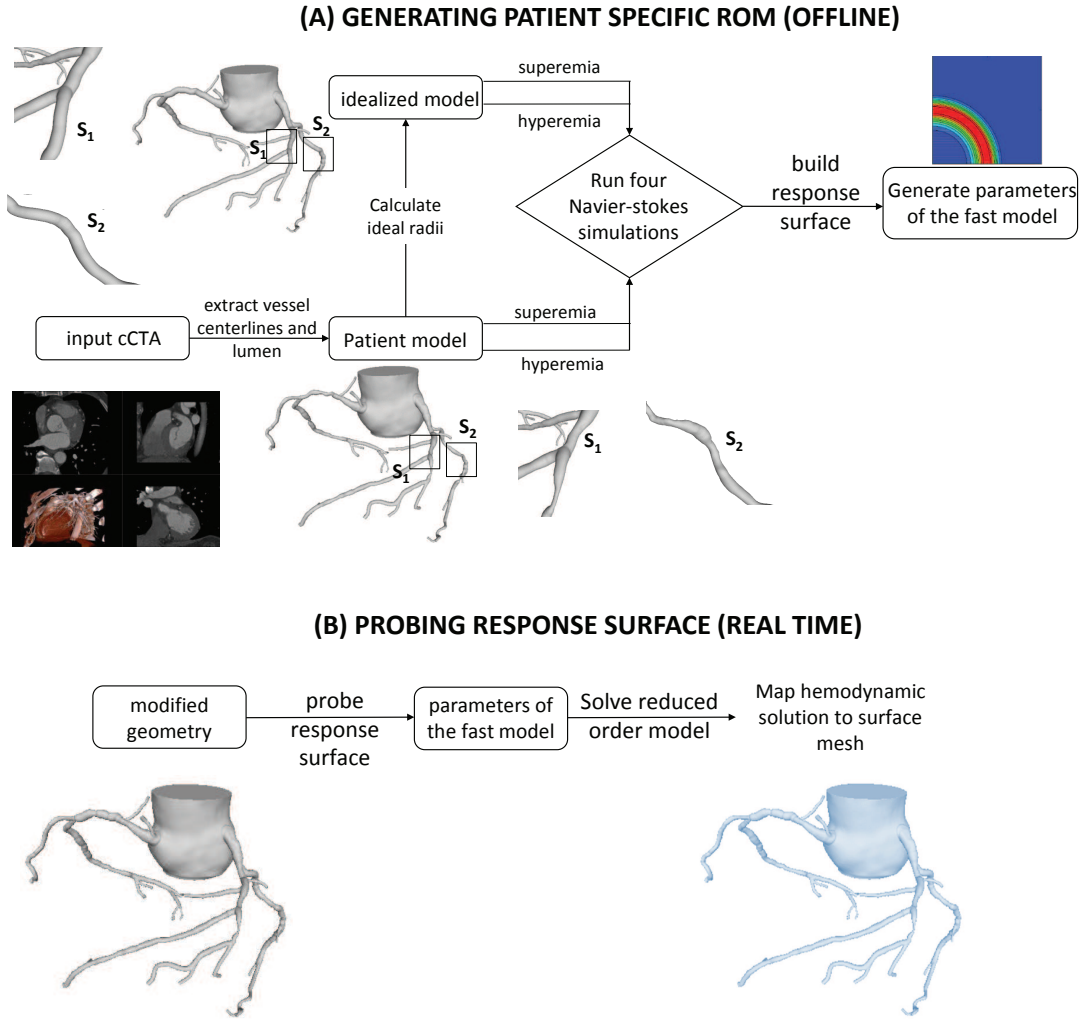 (A) GENERATING PATIENT SPECIFIC ROM (OFFLINE)
S1
S2
S1
S2
idealized model
superemia
hyperemia
Calculate
ideal radii
Run four
Navier-stokes
simulations
build
response
surface
Generate parameters
of the fast model
input cCTA
extract vessel
centerlines and
lumen
Patient model
superemia
hyperemia
S1
S2
S1
S2
(B) PROBING RESPONSE SURFACE (REAL TIME)
modified
geometry
probe
response
surface
parameters of
the fast model
Solve reduced
order model
Map hemodynamic
solution to surface
mesh